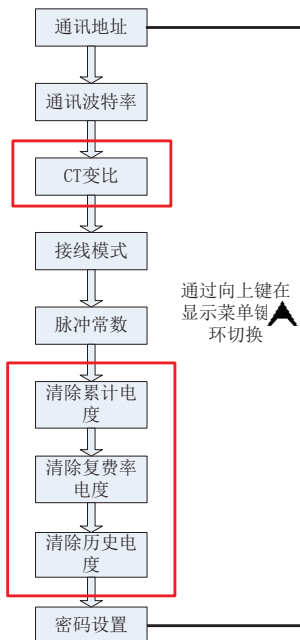 通讯地址
通讯波特率
CT变比
接线模式
通过向上键在
显示菜单键
环切换
脉冲常数
清除累计电
度
清除复费率
电度
清除历史电
度
密码设置